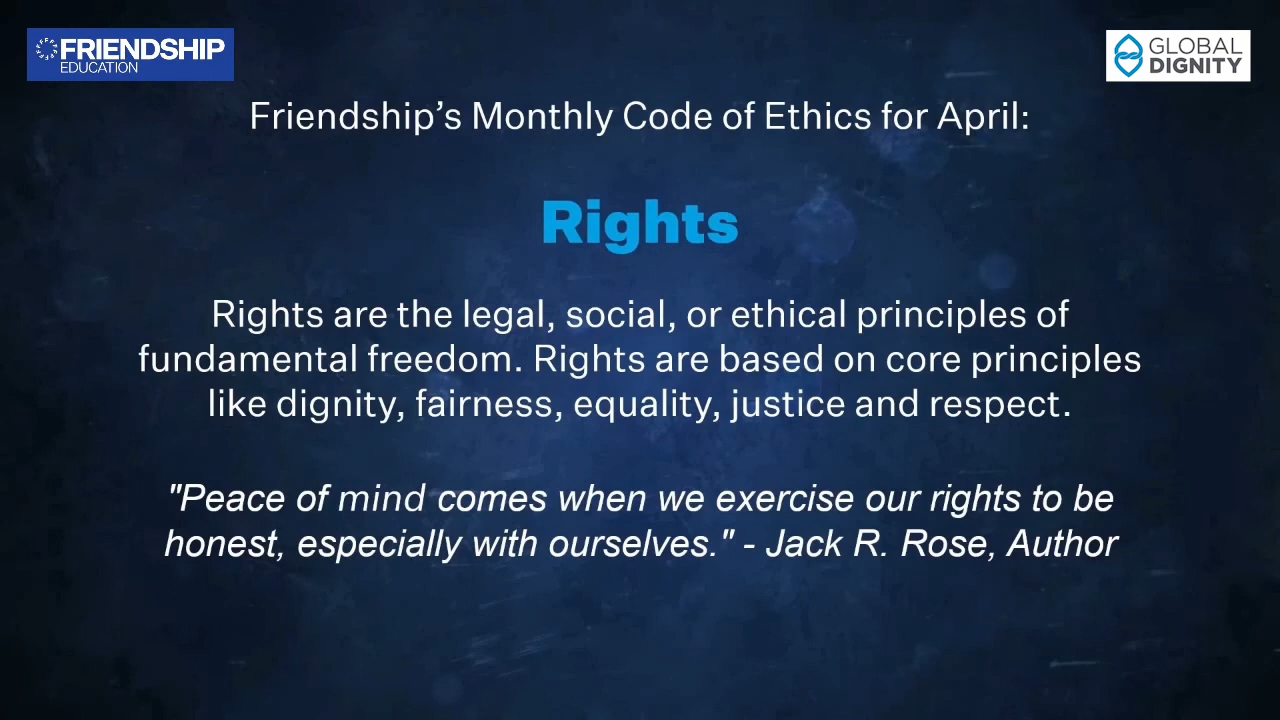 FRIENDSHIP
EDUCATION
GLOBAL
DIGNITY
Friendship’s Monthly Code of Ethics for April:
Rights
Rights are the legal, social, or ethical principles of
fundamental freedom. Rights are based on core principles
like dignity, fairness, equality, justice and respect.
"Peace of mind comes when we exercise our rights to be
honest, especially with ourselves." - Jack R. Rose, Author